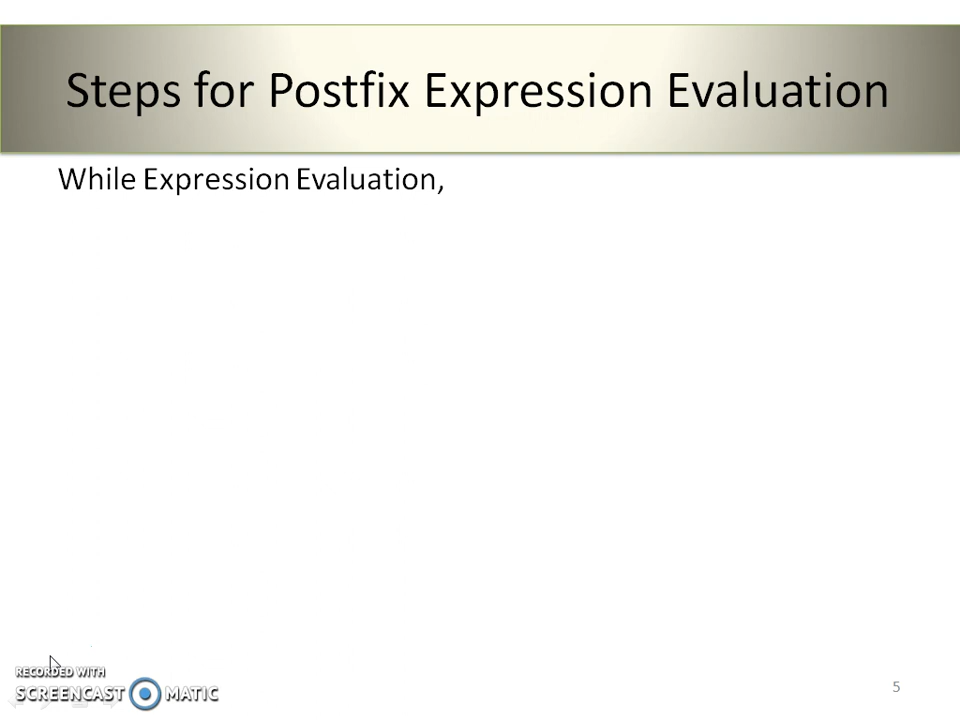 Steps for Postfix Expression Evaluation
While Expression Evaluation,
RECORDED WITH
SCREENCAST MATIC
5